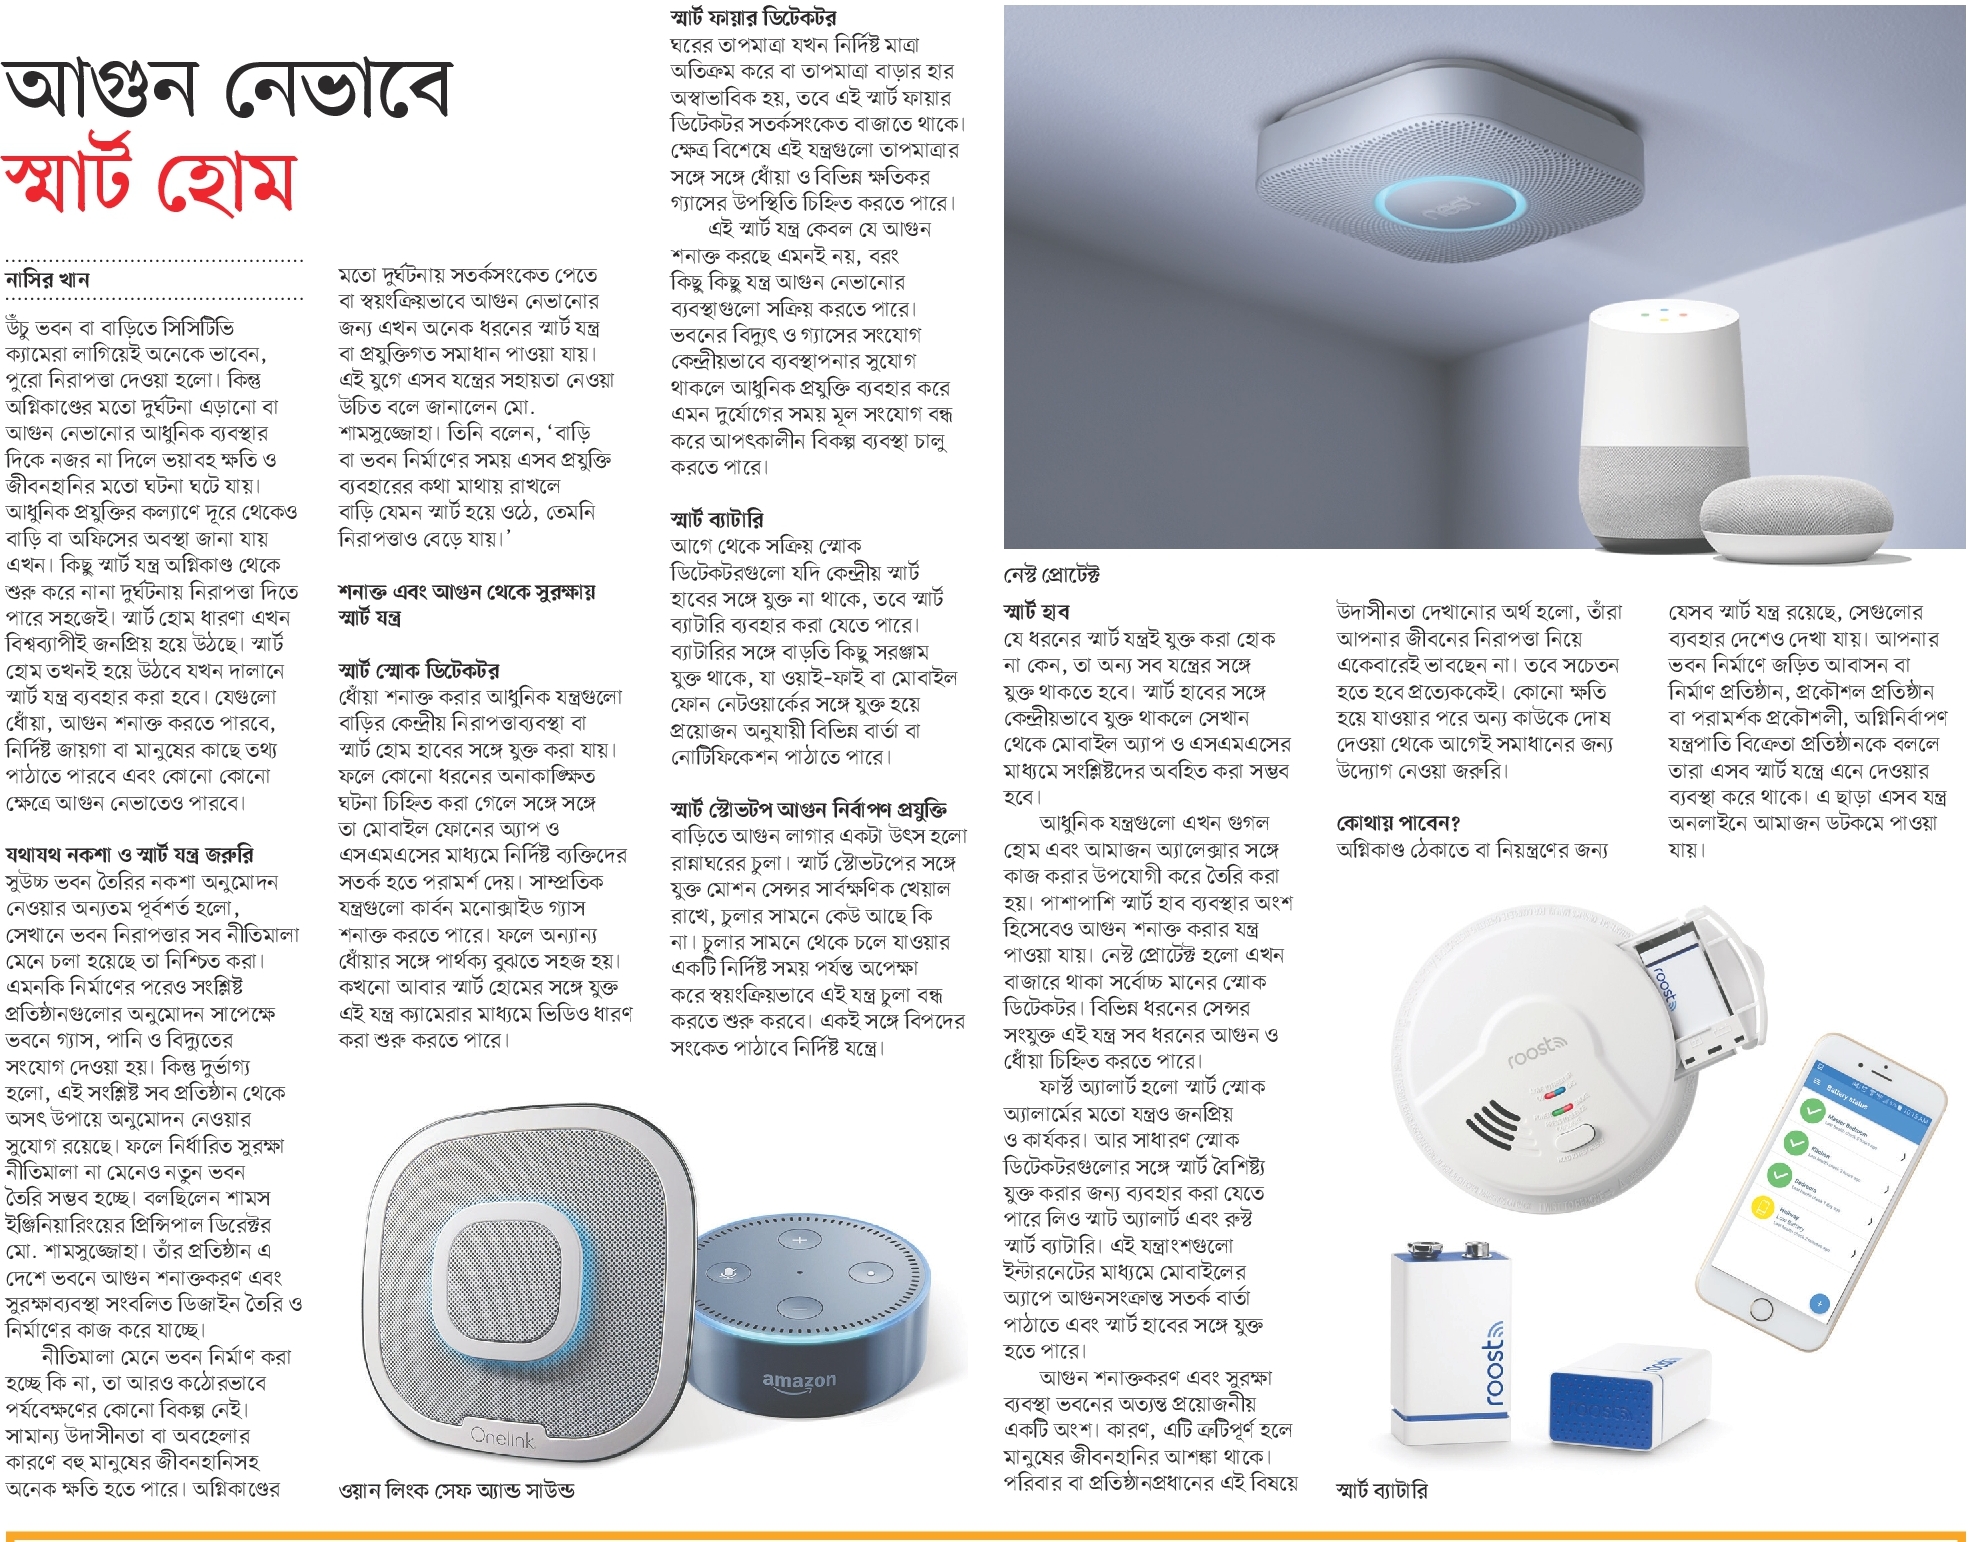 আগুন নেভাবে
স্মার্ট হোম
নাসির খান
উঁচু ভবন বা বাড়িতে সিসিটিভি
ক্যামেরা লাগিয়েই অনেকে ভাবেন,
পুরো নিরাপত্তা দেওয়া হলো। কিন্তু
অগ্নিকাণ্ডের মতো দুর্ঘটনা এড়ানো বা
আগুন নেভানোর আধুনিক ব্যবস্থার
দিকে নজর না দিলে ভয়াবহ ক্ষতি ও
জীবনহানির মতো ঘটনা ঘটে যায়।
আধুনিক প্রযুক্তির কল্যাণে দূরে থেকেও
বাড়ি বা অফিসের অবস্থা জানা যায়
এখন। কিছু স্মার্ট যন্ত্র অগ্নিকাণ্ড থেকে
শুরু করে নানা দুর্ঘটনায় নিরাপত্তা দিতে
পারে সহজেই। স্মার্ট হোম ধারণা এখন
বিশ্বব্যাপীই জনপ্রিয় হয়ে উঠছে। স্মার্ট
হোম তখনই হয়ে উঠবে যখন দালানে
স্মার্ট যন্ত্র ব্যবহার করা হবে। যেগুলো
ধোঁয়া, আগুন শনাক্ত করতে পারবে,
নির্দিষ্ট জায়গা বা মানুষের কাছে তথ্য
পাঠাতে পারবে এবং কোনো কোনো
ক্ষেত্রে আগুন নেভাতেও পারবে।
যথাযথ নকশা ও স্মার্ট যন্ত্র জরুরি
সুউচ্চ ভবন তৈরির নকশা অনুমোদন
নেওয়ার অন্যতম পূর্বশর্ত হলো,
সেখানে ভবন নিরাপত্তার সব নীতিমালা
মেনে চলা হয়েছে তা নিশ্চিত করা।
এমনকি নির্মাণের পরেও সংশ্লিষ্ট
প্রতিষ্ঠানগুলোর অনুমোদন সাপেক্ষে
ভবনে গ্যাস, পানি ও বিদ্যুতের
সংযোগ দেওয়া হয়। কিন্তু দুর্ভাগ্য
হলো, এই সংশ্লিষ্ট সব প্রতিষ্ঠান থেকে
অসৎ উপায়ে অনুমোদন নেওয়ার
সুযোগ রয়েছে। ফলে নির্ধারিত সুরক্ষা
নীতিমালা না মেনেও নতুন ভবন
তৈরি সম্ভব হচ্ছে। বলছিলেন শামস
ইঞ্জিনিয়ারিংয়ের প্রিন্সিপাল ডিরেক্টর
মো. শামসুজ্জোহা। তাঁর প্রতিষ্ঠান এ
দেশে ভবনে আগুন শনাক্তকরণ এবং
সুরক্ষাব্যবস্থা সংবলিত ডিজাইন তৈরি ও
নির্মাণের কাজ করে যাচ্ছে।
নীতিমালা মেনে ভবন নির্মাণ করা
হচ্ছে কি না, তা আরও কঠোরভাবে
পর্যবেক্ষণের কোনো বিকল্প নেই।
সামান্য উদাসীনতা বা অবহেলার
কারণে বহু মানুষের জীবনহানিসহ
অনেক ক্ষতি হতে পারে। অগ্নিকাণ্ডের
মতো দুর্ঘটনায় সতর্কসংকেত পেতে
বা স্বয়ংক্রিয়ভাবে আগুন নেভানোর
জন্য এখন অনেক ধরনের স্মার্ট যন্ত্র
বা প্রযুক্তিগত সমাধান পাওয়া যায়।
এই যুগে এসব যন্ত্রের সহায়তা নেওয়া
উচিত বলে জানালেন মো.
শামসুজ্জোহা। তিনি বলেন, ‘বাড়ি
বা ভবন নির্মাণের সময় এসব প্রযুক্তি
ব্যবহারের কথা মাথায় রাখলে
বাড়ি যেমন স্মার্ট হয়ে ওঠে, তেমনি
নিরাপত্তাও বেড়ে যায়।’
শনাক্ত এবং আগুন থেকে সুরক্ষায়
স্মার্ট যন্ত্র
স্মার্ট স্মোক ডিটেকটর
ধোঁয়া শনাক্ত করার আধুনিক যন্ত্রগুলো
বাড়ির কেন্দ্রীয় নিরাপত্তাব্যবস্থা বা
স্মার্ট হোম হাবের সঙ্গে যুক্ত করা যায়।
ফলে কোনো ধরনের অনাকাঙ্ক্ষিত
ঘটনা চিহ্নিত করা গেলে সঙ্গে সঙ্গে
তা মোবাইল ফোনের অ্যাপ ও
এসএমএসের মাধ্যমে নির্দিষ্ট ব্যক্তিদের
সতর্ক হতে পরামর্শ দেয়। সাম্প্রতিক
যন্ত্রগুলো কার্বন মনোক্সাইড গ্যাস
শনাক্ত করতে পারে। ফলে অন্যান্য
ধোঁয়ার সঙ্গে পার্থক্য বুঝতে সহজ হয়।
কখনো আবার স্মার্ট হোমের সঙ্গে যুক্ত
এই যন্ত্র ক্যামেরার মাধ্যমে ভিডিও ধারণ
করা শুরু করতে পারে।
Onelink
amazon
ওয়ান লিংক সেফ অ্যান্ড সাউন্ড
স্মার্ট ফায়ার ডিটেকটর
ঘরের তাপমাত্রা যখন নির্দিষ্ট মাত্রা
অতিক্রম করে বা তাপমাত্রা বাড়ার হার
অস্বাভাবিক হয়, তবে এই স্মার্ট ফায়ার
ডিটেকটর সতর্কসংকেত বাজাতে থাকে।
ক্ষেত্র বিশেষে এই যন্ত্রগুলো তাপমাত্রার
সঙ্গে সঙ্গে ধোঁয়া ও বিভিন্ন ক্ষতিকর
গ্যাসের উপস্থিতি চিহ্নিত করতে পারে।
এই স্মার্ট যন্ত্র কেবল যে আগুন
শনাক্ত করছে এমনই নয়, বরং
কিছু কিছু যন্ত্র আগুন নেভানোর
ব্যবস্থাগুলো সক্রিয় করতে পারে।
ভবনের বিদ্যুৎ ও গ্যাসের সংযোগ
কেন্দ্রীয়ভাবে ব্যবস্থাপনার সুযোগ
থাকলে আধুনিক প্রযুক্তি ব্যবহার করে
এমন দুর্যোগের সময় মূল সংযোগ বন্ধ
করে আপৎকালীন বিকল্প ব্যবস্থা চালু
করতে পারে।
স্মার্ট ব্যাটারি
আগে থেকে সক্রিয় স্মোক
ডিটেকটরগুলো যদি কেন্দ্রীয় স্মার্ট
হাবের সঙ্গে যুক্ত না থাকে, তবে স্মার্ট
ব্যাটারি ব্যবহার করা যেতে পারে।
ব্যাটারির সঙ্গে বাড়তি কিছু সরঞ্জাম
যুক্ত থাকে, যা ওয়াই-ফাই বা মোবাইল
ফোন নেটওয়ার্কের সঙ্গে যুক্ত হয়ে
প্রয়োজন অনুযায়ী বিভিন্ন বার্তা বা
নোটিফিকেশন পাঠাতে পারে।
স্মার্ট স্টোভটপ আগুন নির্বাপণ প্রযুক্তি
বাড়িতে আগুন লাগার একটা উৎস হলো
রান্নাঘরের চুলা। স্মার্ট স্টোভটপের সঙ্গে
যুক্ত মোশন সেন্সর সার্বক্ষণিক খেয়াল
রাখে, চুলার সামনে কেউ আছে কি
না। চুলার সামনে থেকে চলে যাওয়ার
একটি নির্দিষ্ট সময় পর্যন্ত অপেক্ষা
করে স্বয়ংক্রিয়ভাবে এই যন্ত্র চুলা বন্ধ
করতে শুরু করবে। একই সঙ্গে বিপদের
সংকেত পাঠাবে নির্দিষ্ট যন্ত্রে।
nest
নেস্ট প্রোটেক্ট
স্মার্ট হাব
যে ধরনের স্মার্ট যন্ত্রই যুক্ত করা হোক
না কেন, তা অন্য সব যন্ত্রের সঙ্গে
যুক্ত থাকতে হবে। স্মার্ট হাবের সঙ্গে
কেন্দ্রীয়ভাবে যুক্ত থাকলে সেখান
থেকে মোবাইল অ্যাপ ও এসএমএসের
মাধ্যমে সংশ্লিষ্টদের অবহিত করা সম্ভব
হবে।
আধুনিক যন্ত্রগুলো এখন গুগল
হোম এবং আমাজন অ্যালেক্সার সঙ্গে
কাজ করার উপযোগী করে তৈরি করা
হয়। পাশাপাশি স্মার্ট হাব ব্যবস্থার অংশ
হিসেবেও আগুন শনাক্ত করার যন্ত্র
পাওয়া যায়। নেস্ট প্রোটেক্ট হলো এখন
বাজারে থাকা সর্বোচ্চ মানের স্মোক
ডিটেকটর। বিভিন্ন ধরনের সেন্সর
সংযুক্ত এই যন্ত্র সব ধরনের আগুন ও
ধোঁয়া চিহ্নিত করতে পারে।
ফার্স্ট অ্যালার্ট হলো স্মার্ট স্মোক
অ্যালার্মের মতো যন্ত্রও জনপ্রিয়
ও কার্যকর। আর সাধারণ স্মোক
ডিটেকটরগুলোর সঙ্গে স্মার্ট বৈশিষ্ট্য
যুক্ত করার জন্য ব্যবহার করা যেতে
পারে লিও স্মাট অ্যালার্ট এবং রুস্ট
স্মার্ট ব্যাটারি। এই যন্ত্রাংশগুলো
ইন্টারনেটের মাধ্যমে মোবাইলের
অ্যাপে আগুনসংক্রান্ত সতর্ক বার্তা
পাঠাতে এবং স্মার্ট হাবের সঙ্গে যুক্ত
হতে পারে।
আগুন শনাক্তকরণ এবং সুরক্ষা
ব্যবস্থা ভবনের অত্যন্ত প্রয়োজনীয়
একটি অংশ। কারণ, এটি ত্রুটিপূর্ণ হলে
মানুষের জীবনহানির আশঙ্কা থাকে।
পরিবার বা প্রতিষ্ঠানপ্রধানের এই বিষয়ে
উদাসীনতা দেখানোর অর্থ হলো, তাঁরা
আপনার জীবনের নিরাপত্তা নিয়ে
একেবারেই ভাবছেন না। তবে সচেতন
হতে হবে প্রত্যেককেই। কোনো ক্ষতি
হয়ে যাওয়ার পরে অন্য কাউকে দোষ
দেওয়া থেকে আগেই সমাধানের জন্য
উদ্যোগ নেওয়া জরুরি।
কোথায় পাবেন?
অগ্নিকাণ্ড ঠেকাতে বা নিয়ন্ত্রণের জন্য
যেসব স্মার্ট যন্ত্র রয়েছে, সেগুলোর
ব্যবহার দেশেও দেখা যায়। আপনার
ভবন নির্মাণে জড়িত আবাসন বা
নির্মাণ প্রতিষ্ঠান, প্রকৌশল প্রতিষ্ঠান
বা পরামর্শক প্রকৌশলী, অগ্নিনির্বাপণ
যন্ত্রপাতি বিক্রেতা প্রতিষ্ঠানকে বললে
তারা এসব স্মার্ট যন্ত্রে এনে দেওয়ার
ব্যবস্থা করে থাকে। এ ছাড়া এসব যন্ত্র
অনলাইনে আমাজন ডটকমে পাওয়া
যায়।
roost
roost
Battery Status
Master Bedroom
Kitchen
Bedroom
Hallway
Low Battery
roost
roost
স্মার্ট ব্যাটারি